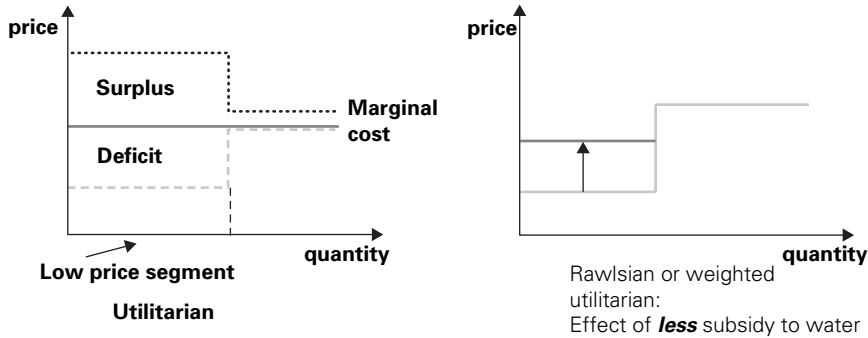 price
Surplus
Marginal
cost
Deficit
quantity
Low price segment
Utilitarian
price
quantity
Rawlsian or weighted
utilitarian:
Effect of less subsidy to water